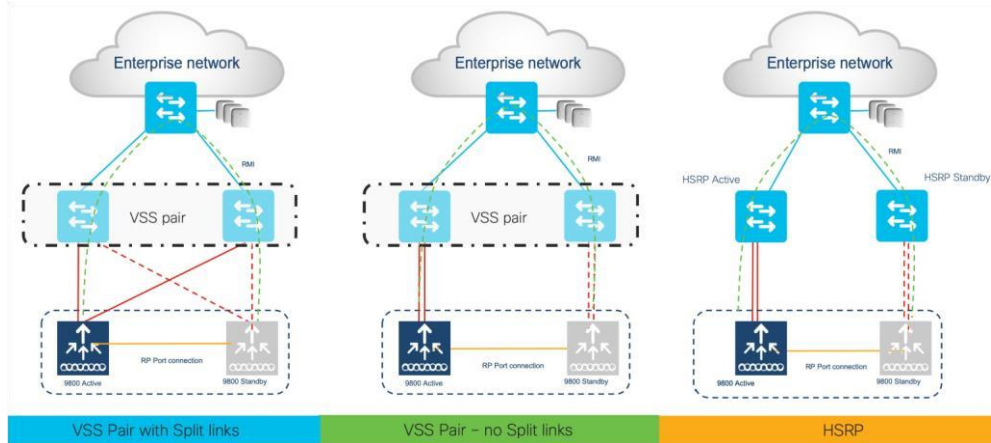 Enterprise network
RMI
VSS pair
RP Port connection
9800 Active
9800 Standby
VSS Pair with Split links
Enterprise network
RMI
VSS pair
RP Port connection
9800 Active
9800 Standby
VSS Pair – no Split links
Enterprise network
RMI
HSRP Active
HSRP Standby
RP Port connection
9800 Active
9800 Standby
HSRP